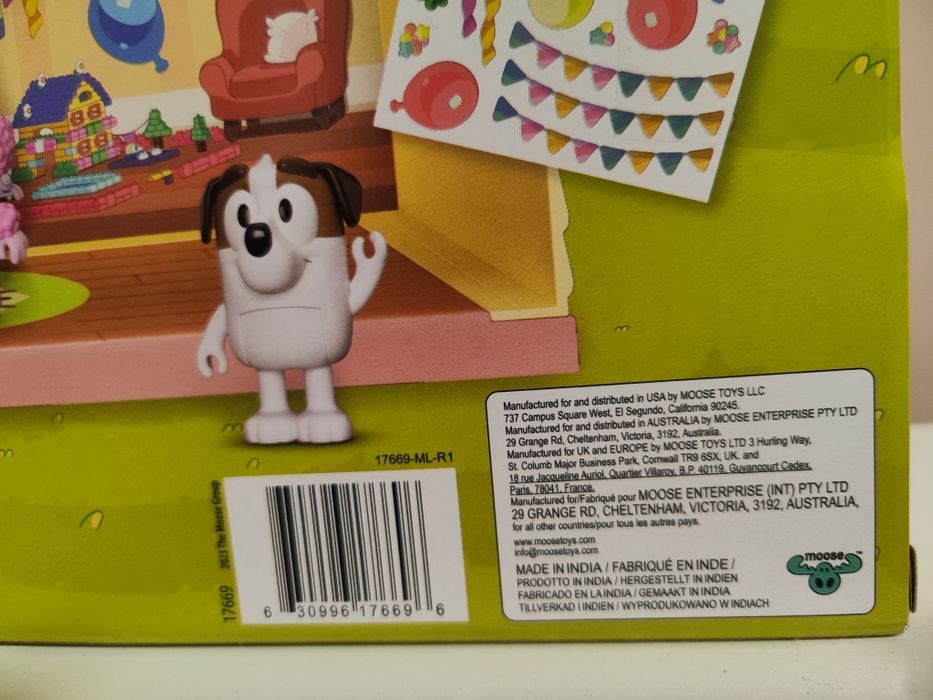 17669-ML-R1
2023 The Moose Group
17669
6 30996 17669 6
Manufactured for and distributed in USA by MOOSE TOYS LLC
737 Campus Square West, El Segundo, California 90245.
Manufactured for and distributed in AUSTRALIA by MOOSE ENTERPRISE PTY LTD
29 Grange Rd, Cheltenham, Victoria, 3192, Australia.
Manufactured for UK and EUROPE by MOOSE TOYS LTD 3 Hurling Way,
St. Columb Major Business Park, Cornwall TR9 6SX, UK. and
18 rue Jacqueline Auriol, Quartier Villaroy, B.P. 40119, Guyancourt Cedex,
Paris, 78041, France.
Manufactured for/Fabriqué pour MOOSE ENTERPRISE (INT) PTY LTD
29 GRANGE RD, CHELTENHAM, VICTORIA, 3192, AUSTRALIA,
for all other countries/pour tous les autres pays.
www.moosetoys.com
info@moosetoys.com
MADE IN INDIA / FABRIQUÉ EN INDE /
PRODOTTO IN INDIA / HERGESTELLT IN INDIEN
FABRICADO EN LA INDIA / GEMAAKT IN INDIA
TILLVERKAD I INDIEN / WYPRODUKOWANO W INDIACH
moose™